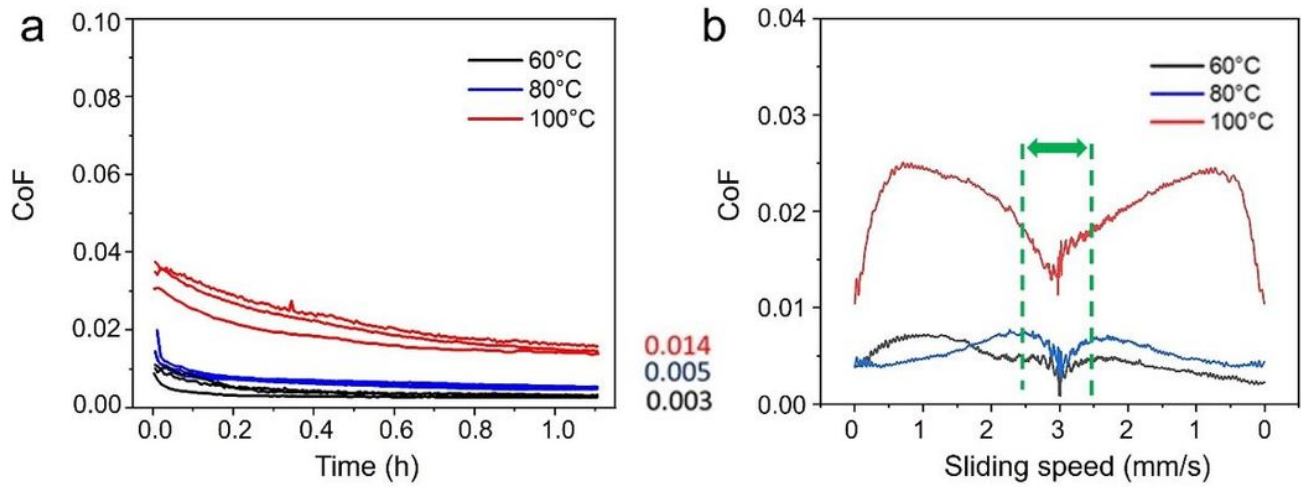 a
0.10
0.08
0.06
0.04
0.02
0.00
CoF
60°C
80°C
100°C
0.0 0.2 0.4 0.6 0.8 1.0
Time (h)
0.014
0.005
0.003
b
0.04
0.03
0.02
0.01
0.00
CoF
60°C
80°C
100°C
0 1 2 3 2 1 0
Sliding speed (mm/s)